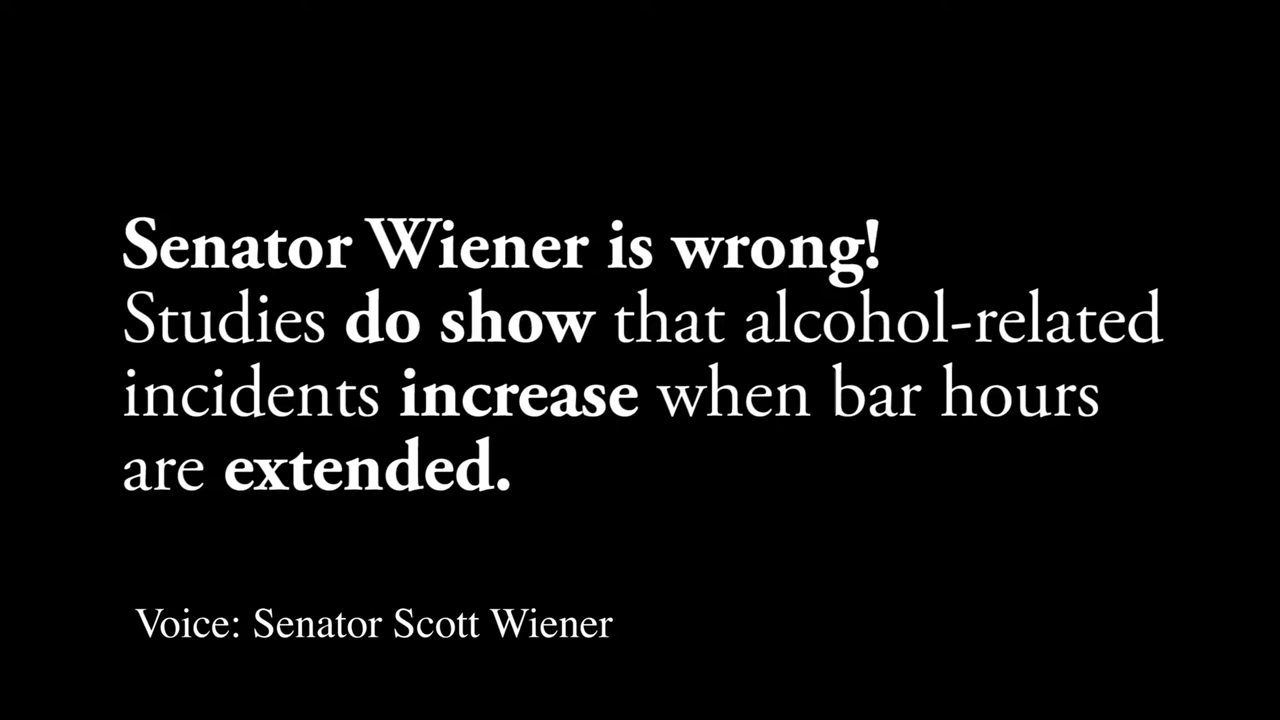 Senator Wiener is wrong!
Studies do show that alcohol-related
incidents increase when bar hours
are extended.
Voice: Senator Scott Wiener